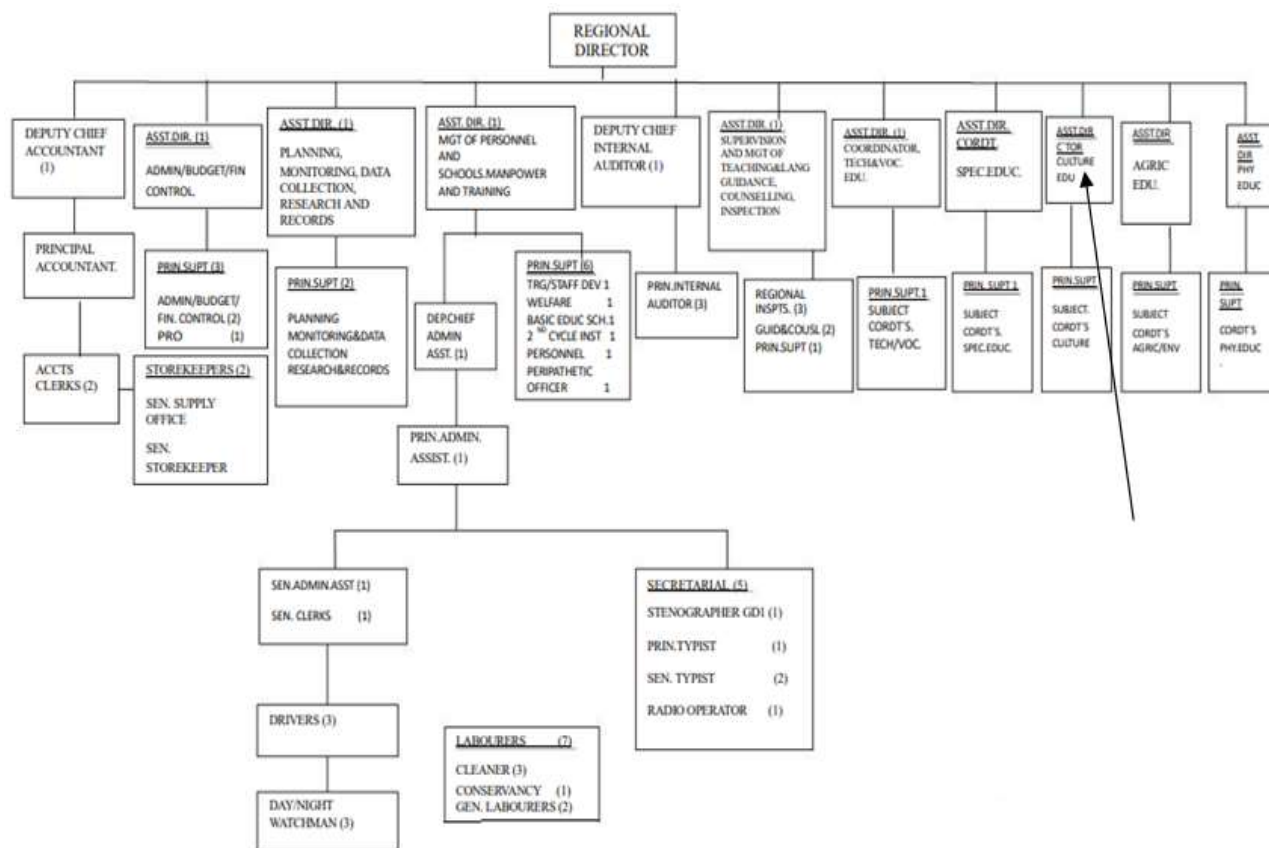 REGIONAL
DIRECTOR
DEPUTY CHIEF
ACCOUNTANT
(1)
ASST.DIR. (1)
ADMIN/BUDGET/FIN
CONTROL.
ASST.DIR. (1)
PLANNING,
MONITORING, DATA
COLLECTION,
RESEARCH AND
RECORDS
ASST.DIR. (1)
MGT OF PERSONNEL
AND
SCHOOLS.MANPOWER
AND TRAINING
DEPUTY CHIEF
INTERNAL
AUDITOR (1)
ASST.DIR. (1)
SUPERVISION
AND MGT OF
TEACHING&LANG
GUIDANCE,
COUNSELLING,
INSPECTION
ASST.DIR. (1)
COORDINATOR,
TECH&VOC.
EDU.
ASST.DIR.
CORDT.
SPEC.EDUC.
ASST.DIR
C TOR
CULTURE
EDU
ASST.DIR
AGRIC
EDU.
ASST.
DIR
PHY
EDUC
.
PRINCIPAL
ACCOUNTANT.
PRIN.SUPT (3)
ADMIN/BUDGET/
FIN. CONTROL (2)
PRO (1)
PRIN.SUPT (2)
PLANNING
MONITORING&DATA
COLLECTION
RESEARCH&RECORDS
DEP.CHIEF
ADMIN
ASST. (1)
PRIN.SUPT (6)
TRG/STAFF DEV 1
WELFARE 1
BASIC EDUC SCH.1
2 ND CYCLE INST 1
PERSONNEL 1
PERIPATHETIC
OFFICER 1
PRIN.INTERNAL
AUDITOR (3)
REGIONAL
INSPTS. (3)
GUID&COUSL (2)
PRIN.SUPT (1)
PRIN.SUPT.1
SUBJECT
CORDT'S.
TECH/VOC.
PRIN. SUPT.1
SUBJECT
CORDT'S.
SPEC.EDUC.
PRIN.SUPT
SUBJECT.
CORDT'S
CULTURE
PRIN.SUPT
SUBJECT
CORDT'S
AGRIC/ENV
PRIN.
SUPT
CORDT'S
PHY.EDUC
.
ACCTS
CLERKS (2)
STOREKEEPERS (2)
SEN. SUPPLY
OFFICE
SEN.
STOREKEEPER
PRIN.ADMIN.
ASSIST. (1)
SEN.ADMIN.ASST (1)
SEN. CLERKS (1)
SECRETARIAL (5)
STENOGRAPHER GD1 (1)
PRIN.TYPIST (1)
SEN. TYPIST (2)
RADIO OPERATOR (1)
DRIVERS (3)
LABOURERS (7)
CLEANER (3)
CONSERVANCY (1)
GEN. LABOURERS (2)
DAY/NIGHT
WATCHMAN (3)